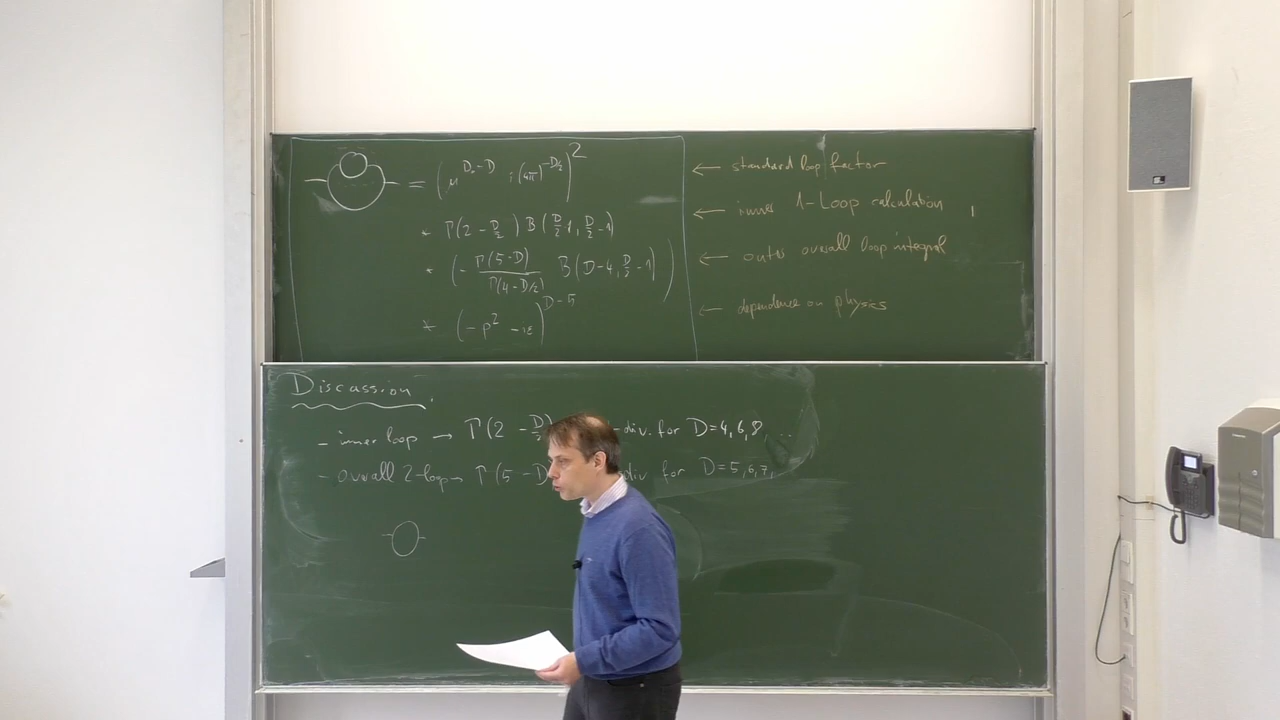 = (μ^{D₀-D} i(4π)^{-D/2})² ← standard loop factor
* Γ(2 - D/2) B(D/2-1, D/2-1) ← inner 1-Loop calculation
* (- Γ(5-D)/Γ(4-D/2) B(D-4, D/2-1)) ← outer overall loop integral
* (-p² - iε)^{D-5} ← dependence on physics
Discussion.
- inner loop → Γ(2 - D/2) -div. for D=4,6,8, ...
- overall 2-loop → Γ(5 - D div for D=5,6,7,